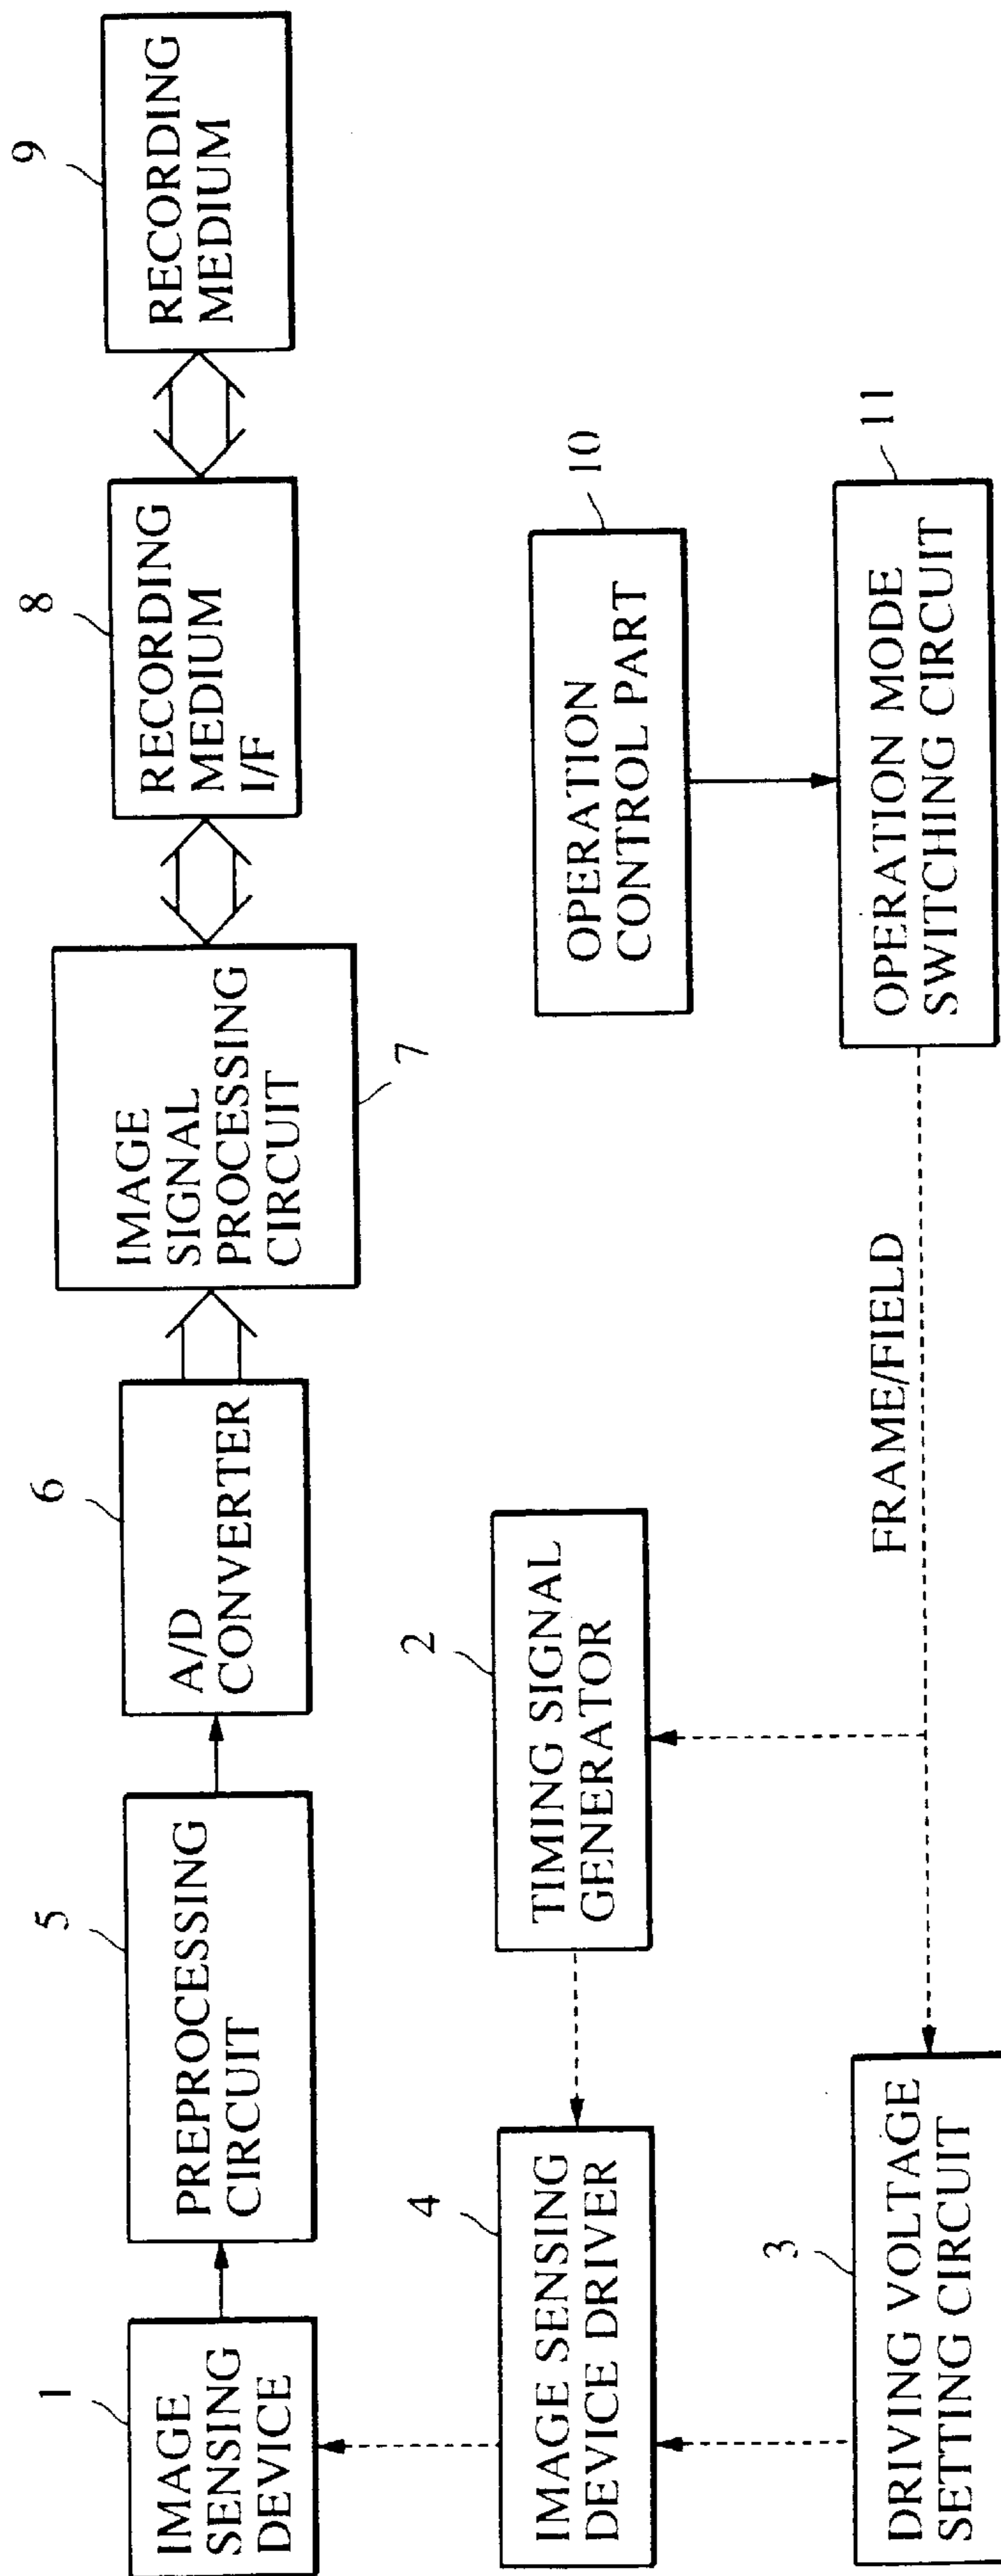 1
IMAGE
SENSING
DEVICE
5
PREPROCESSING
CIRCUIT
6
A/D
CONVERTER
IMAGE
SIGNAL
PROCESSING
CIRCUIT
7
8
RECORDING
MEDIUM
I/F
9
RECORDING
MEDIUM
4
IMAGE SENSING
DEVICE DRIVER
2
TIMING SIGNAL
GENERATOR
10
OPERATION
CONTROL PART
3
DRIVING VOLTAGE
SETTING CIRCUIT
FRAME/FIELD
11
OPERATION MODE
SWITCHING CIRCUIT